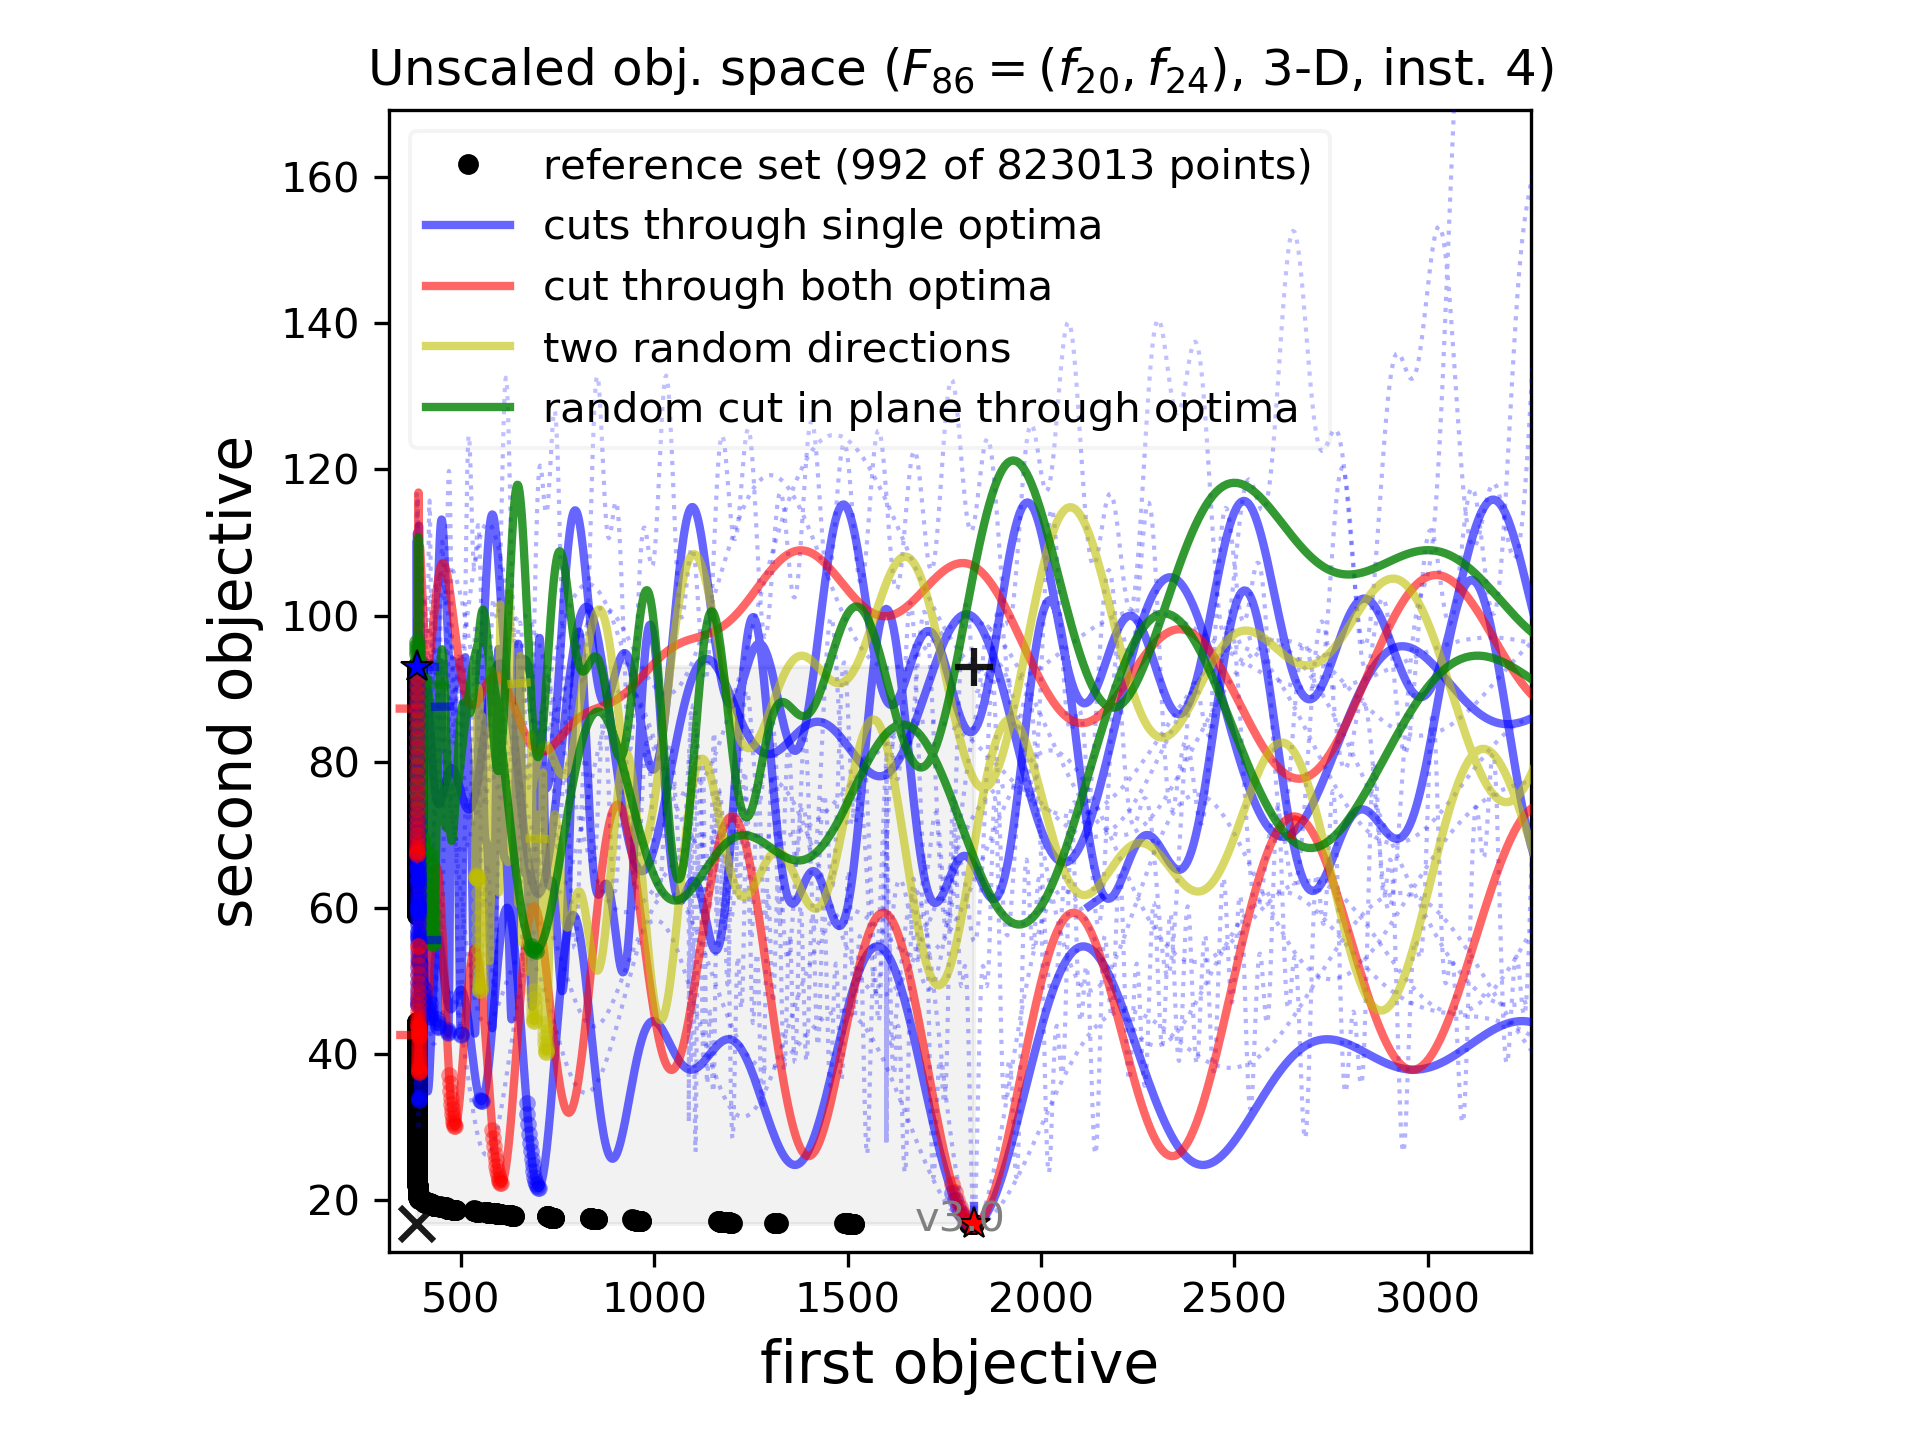 Unscaled obj. space (F86 = (f20, f24), 3-D, inst. 4)
reference set (992 of 823013 points)
cuts through single optima
cut through both optima
two random directions
random cut in plane through optima
second objective
160
140
120
100
80
60
40
20
v3.0
500 1000 1500 2000 2500 3000
first objective